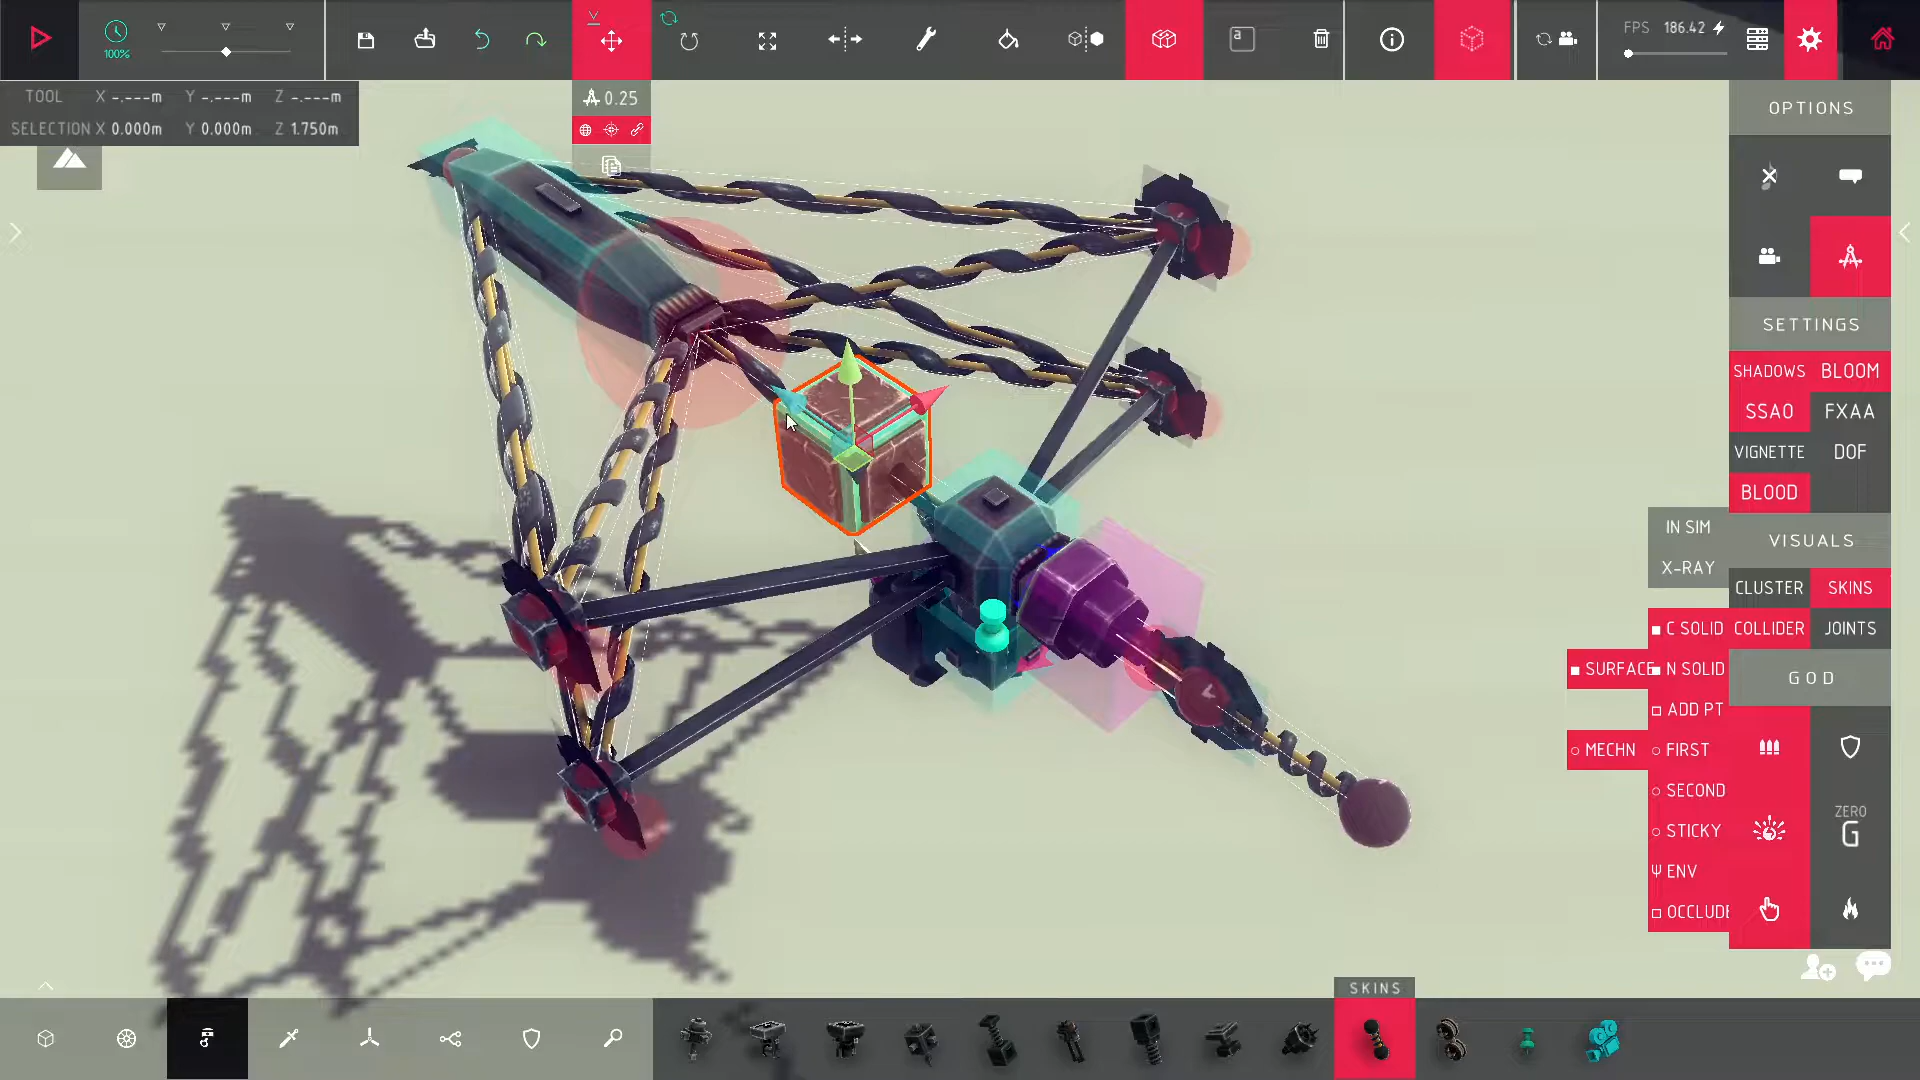 100%
FPS 186.42
TOOL X -.---m Y -.---m Z -.---m
SELECTION X 0.000m Y 0.000m Z 1.750m
0.25
a
OPTIONS
SETTINGS
SHADOWS BLOOM
SSAO FXAA
VIGNETTE DOF
BLOOD
IN SIM VISUALS
X-RAY
CLUSTER SKINS
C SOLID COLLIDER JOINTS
SURFACE N SOLID GOD
ADD PT
MECHN FIRST
SECOND ZERO
STICKY G
ENV
OCCLUDE
SKINS